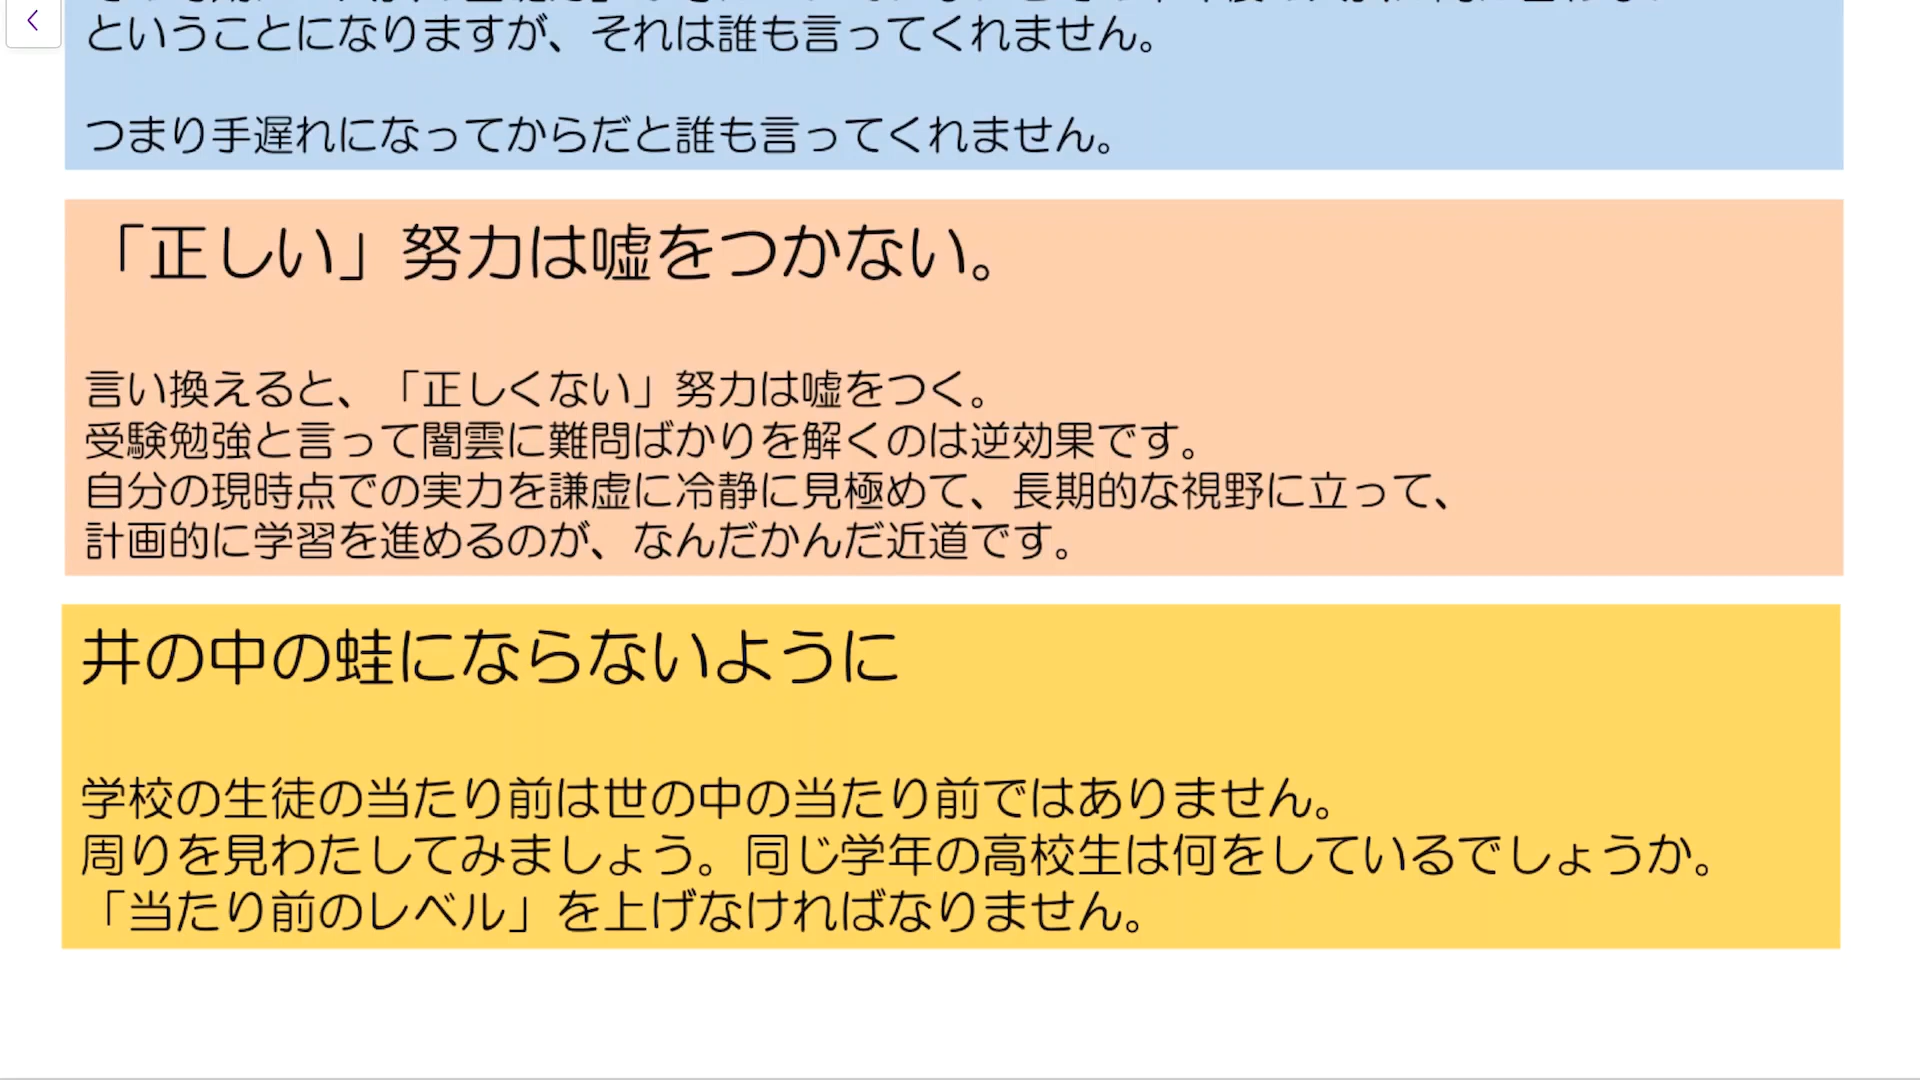 ということになりますが、それは誰も言ってくれません。
つまり手遅れになってからだと誰も言ってくれません。
「正しい」努力は嘘をつかない。
言い換えると、「正しくない」努力は嘘をつく。
受験勉強と言って闇雲に難問ばかりを解くのは逆効果です。
自分の現時点での実力を謙虚に冷静に見極めて、長期的な視野に立って、
計画的に学習を進めるのが、なんだかんだ近道です。
井の中の蛙にならないように
学校の生徒の当たり前は世の中の当たり前ではありません。
周りを見わたしてみましょう。同じ学年の高校生は何をしているでしょうか。
「当たり前のレベル」を上げなければなりません。